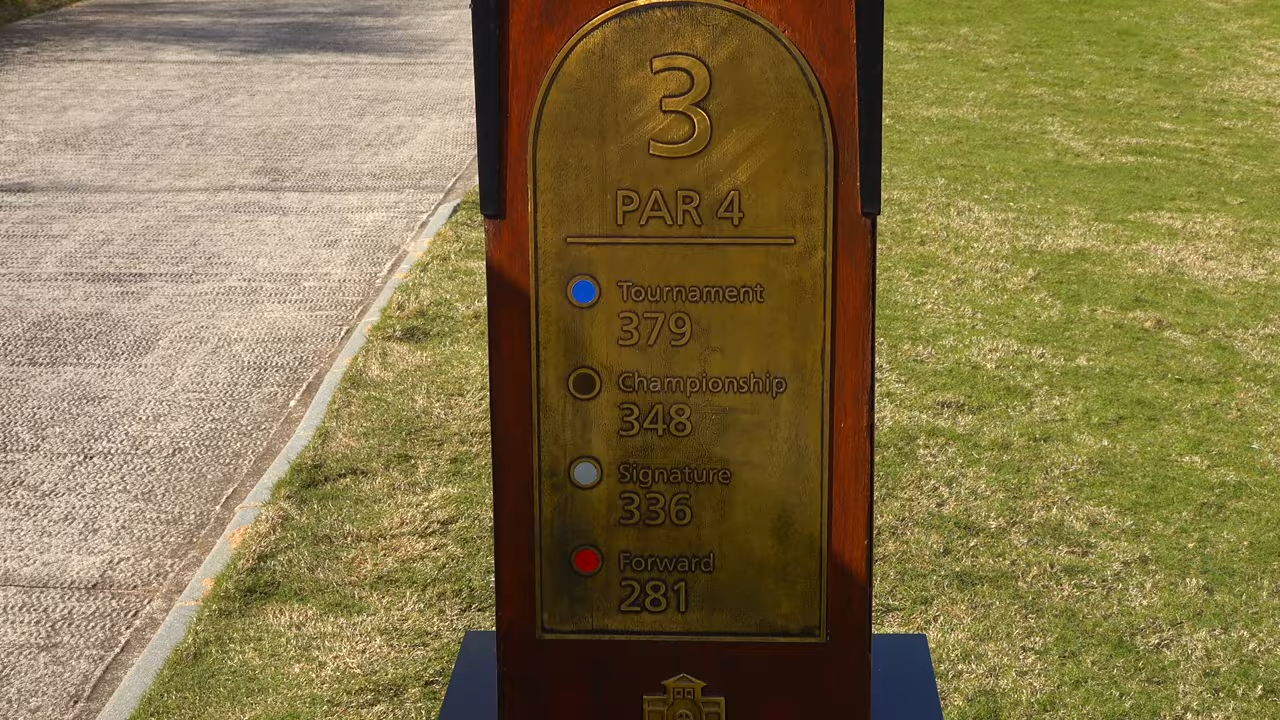 3
PAR 4
Tournament
379
Championship
348
Signature
336
Forward
281